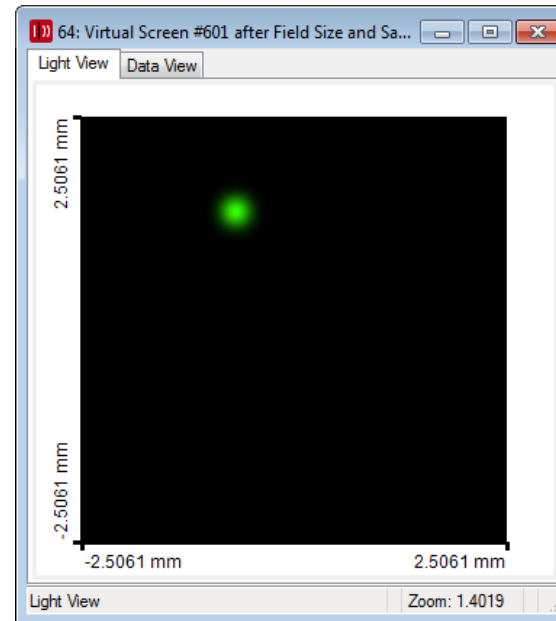 64: Virtual Screen #601 after Field Size and Sa...
Light View Data View
2.5061 mm
-2.5061 mm
-2.5061 mm 2.5061 mm
Light View Zoom: 1.4019